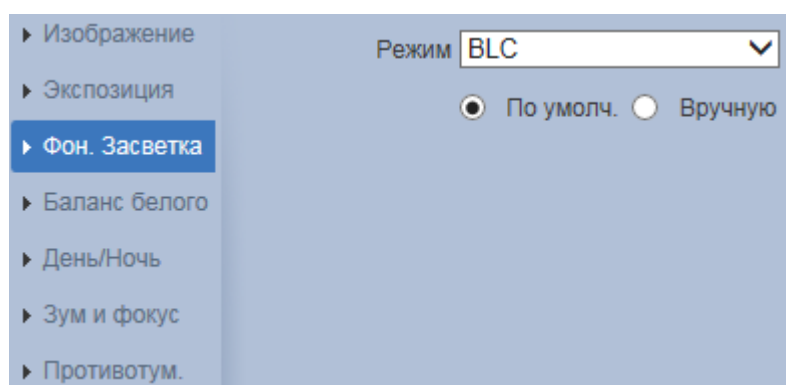 Изображение
Экспозиция
Фон. Засветка
Баланс белого
День/Ночь
Зум и фокус
Противотум.
Режим BLC
По умолч. Вручную